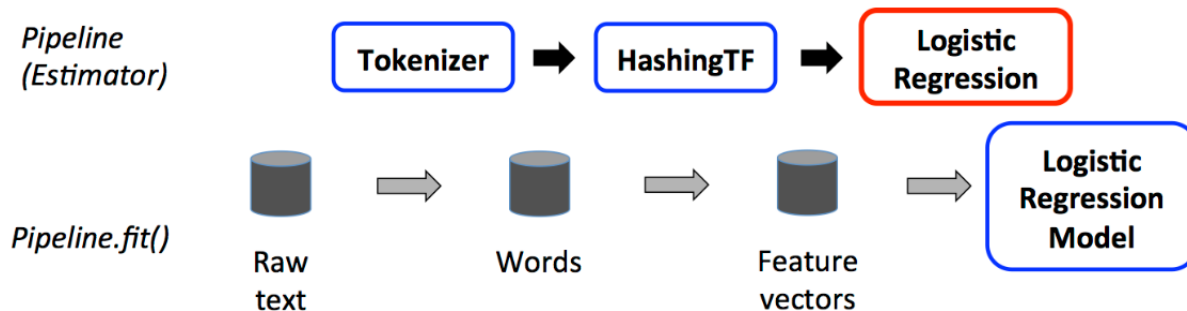 Pipeline
(Estimator)
Tokenizer
HashingTF
Logistic
Regression
Pipeline.fit()
Raw
text
Words
Feature
vectors
Logistic
Regression
Model